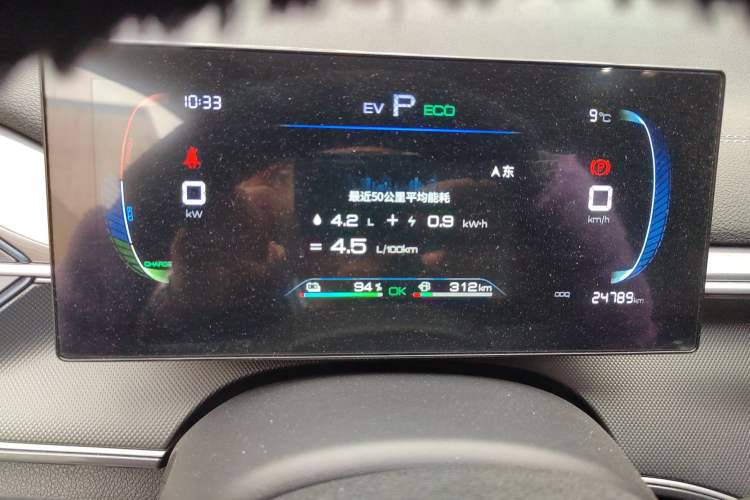 10:33
EV P ECO
9°C
东
0
kW
0
km/h
最近50公里平均能耗
4.2 L + 0.9 kW·h
= 4.5 L/100km
CHARGE
94% OK 312km
ODO 24789km